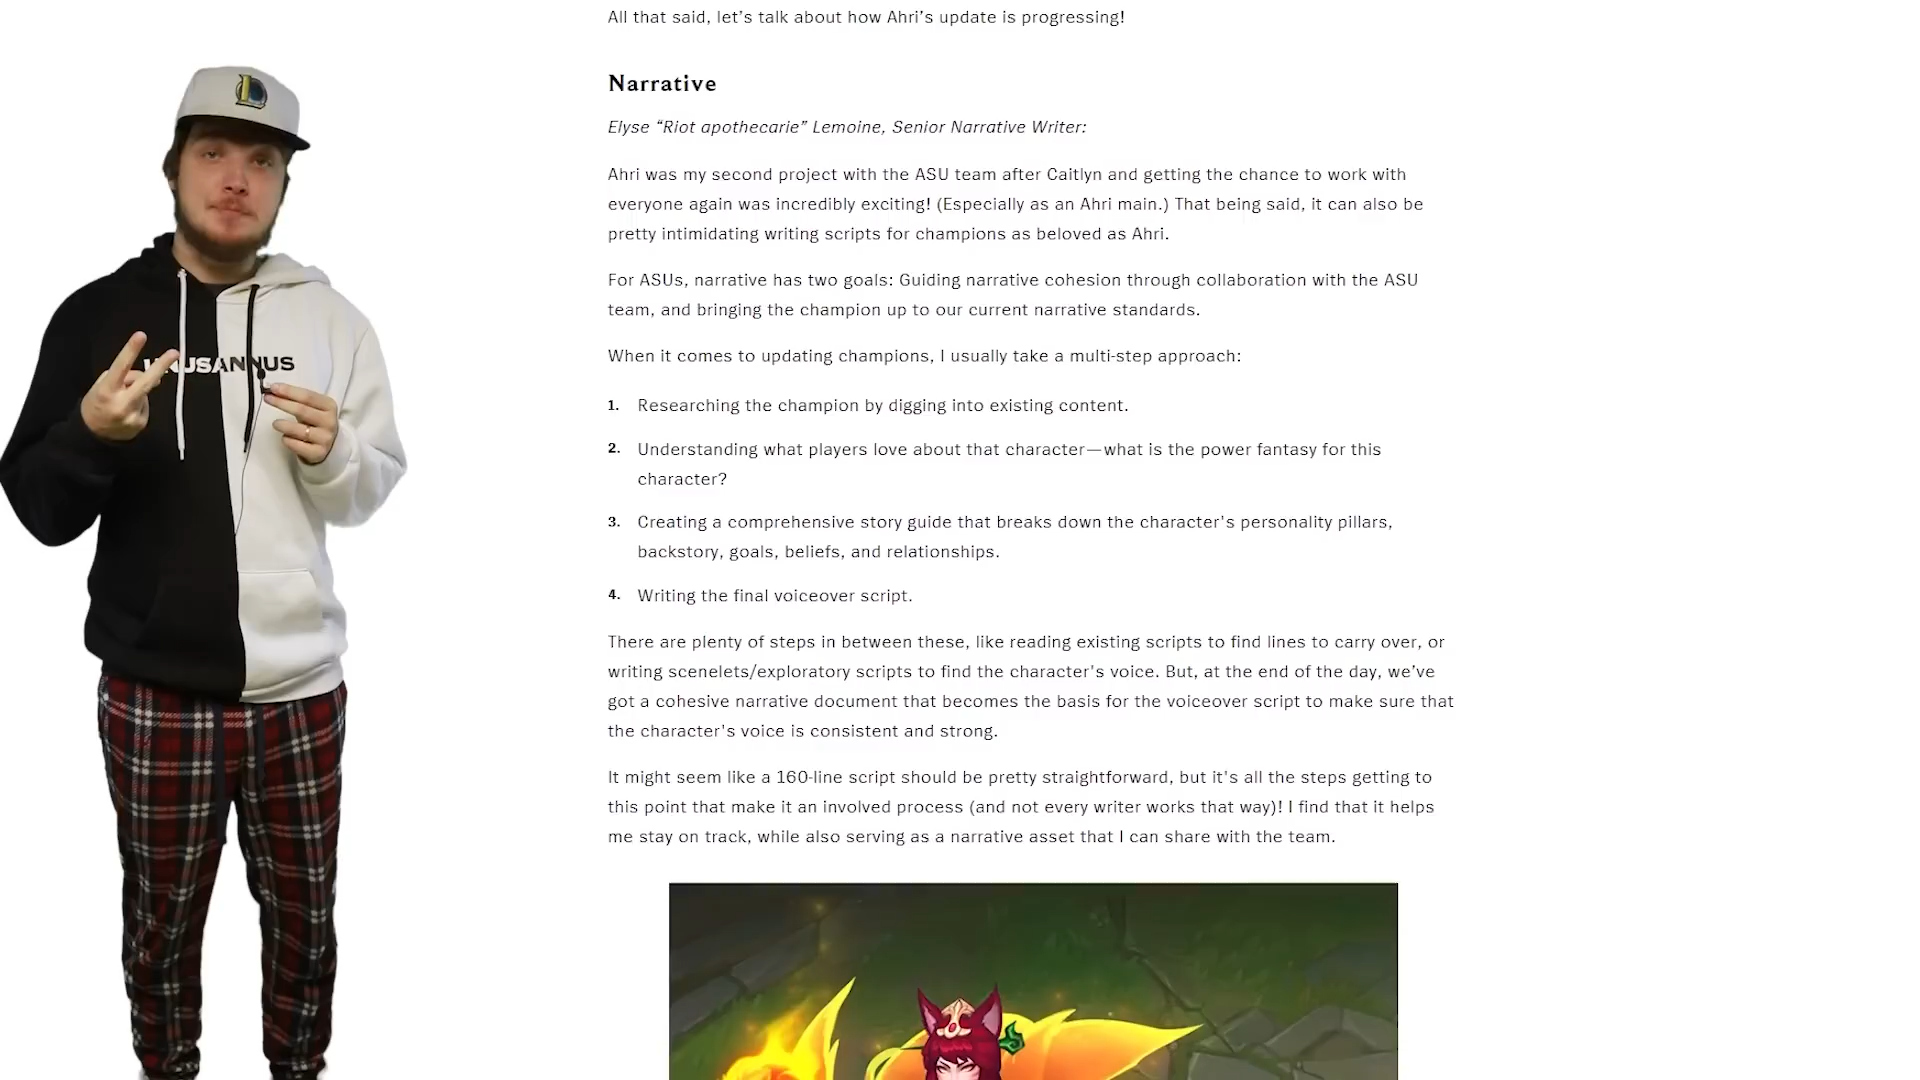 All that said, let’s talk about how Ahri’s update is progressing!
Narrative
Elyse “Riot apothecarie” Lemoine, Senior Narrative Writer:
Ahri was my second project with the ASU team after Caitlyn and getting the chance to work with
everyone again was incredibly exciting! (Especially as an Ahri main.) That being said, it can also be
pretty intimidating writing scripts for champions as beloved as Ahri.
For ASUs, narrative has two goals: Guiding narrative cohesion through collaboration with the ASU
team, and bringing the champion up to our current narrative standards.
When it comes to updating champions, I usually take a multi-step approach:
1. Researching the champion by digging into existing content.
2. Understanding what players love about that character—what is the power fantasy for this
character?
3. Creating a comprehensive story guide that breaks down the character's personality pillars,
backstory, goals, beliefs, and relationships.
4. Writing the final voiceover script.
There are plenty of steps in between these, like reading existing scripts to find lines to carry over, or
writing scenelets/exploratory scripts to find the character's voice. But, at the end of the day, we’ve
got a cohesive narrative document that becomes the basis for the voiceover script to make sure that
the character's voice is consistent and strong.
It might seem like a 160-line script should be pretty straightforward, but it's all the steps getting to
this point that make it an involved process (and not every writer works that way)! I find that it helps
me stay on track, while also serving as a narrative asset that I can share with the team.